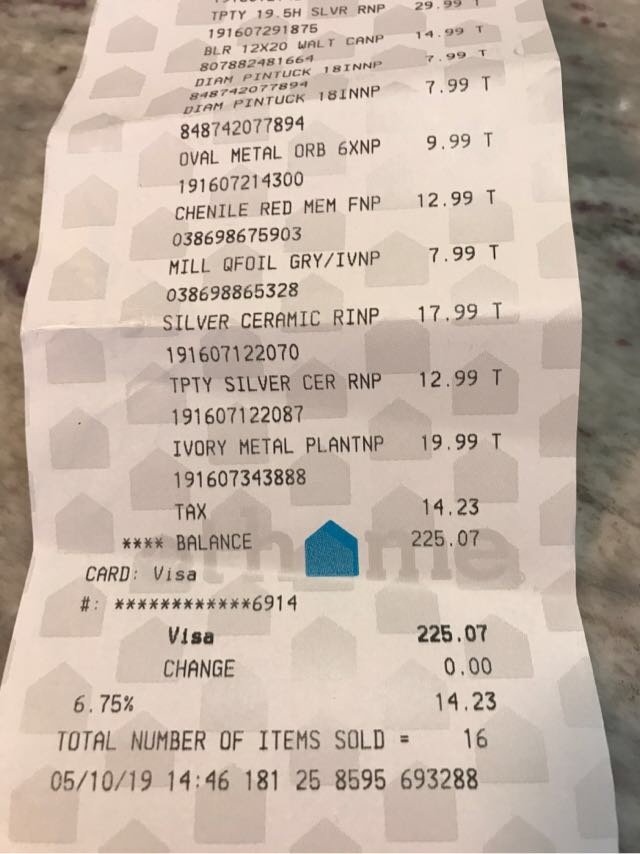 TPTY 19.5H SLVR RNP 29.99 T
191607291875
BLR 12X20 WALT CANP 14.99 T
807882481664
DIAM PINTUCK 18INNP 7.99 T
848742077894
DIAM PINTUCK 18INNP 7.99 T
848742077894
OVAL METAL ORB 6XNP 9.99 T
191607214300
CHENILE RED MEM FNP 12.99 T
038698675903
MILL QFOIL GRY/IVNP 7.99 T
038698865328
SILVER CERAMIC RINP 17.99 T
191607122070
TPTY SILVER CER RNP 12.99 T
191607122087
IVORY METAL PLANTNP 19.99 T
191607343888
TAX 14.23
**** BALANCE 225.07
CARD: Visa
#: ************6914
Visa 225.07
CHANGE 0.00
6.75% 14.23
TOTAL NUMBER OF ITEMS SOLD = 16
05/10/19 14:46 181 25 8595 693288